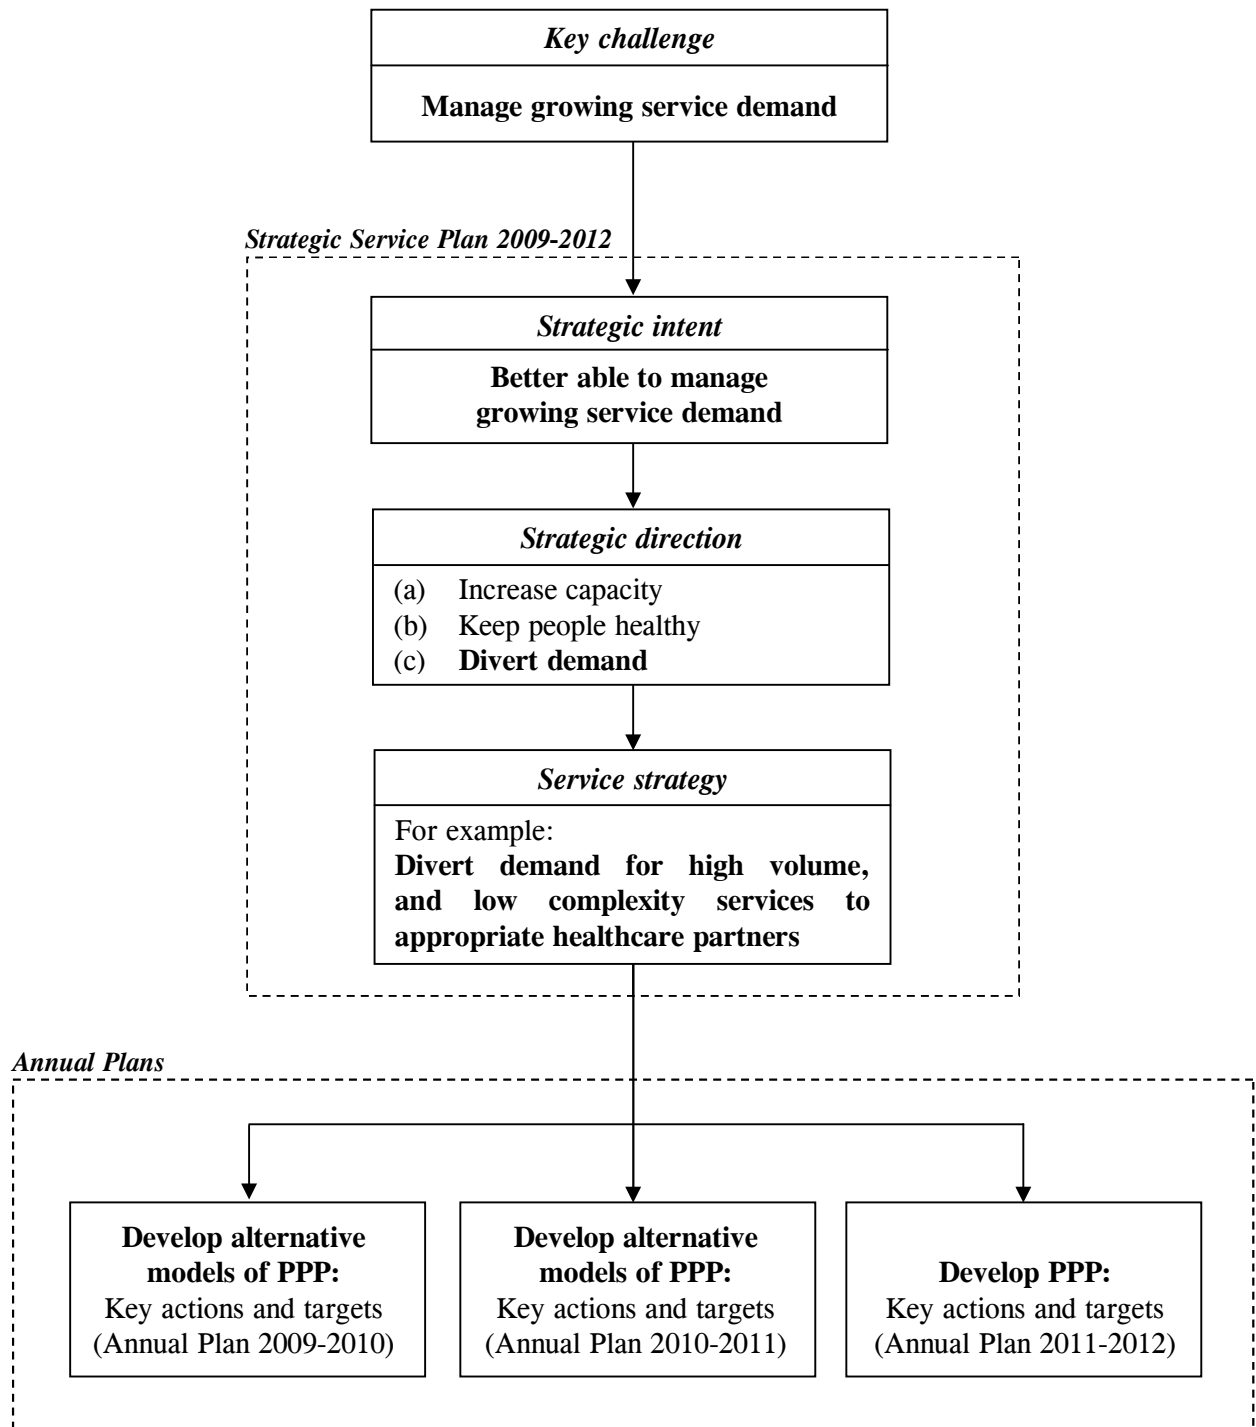 Key challenge
Manage growing service demand
Strategic Service Plan 2009-2012
Strategic intent
Better able to manage
growing service demand
Strategic direction
(a) Increase capacity
(b) Keep people healthy
(c) Divert demand
Service strategy
For example:
Divert demand for high volume,
and low complexity services to
appropriate healthcare partners
Annual Plans
Develop alternative
models of PPP:
Key actions and targets
(Annual Plan 2009-2010)
Develop alternative
models of PPP:
Key actions and targets
(Annual Plan 2010-2011)
Develop PPP:
Key actions and targets
(Annual Plan 2011-2012)